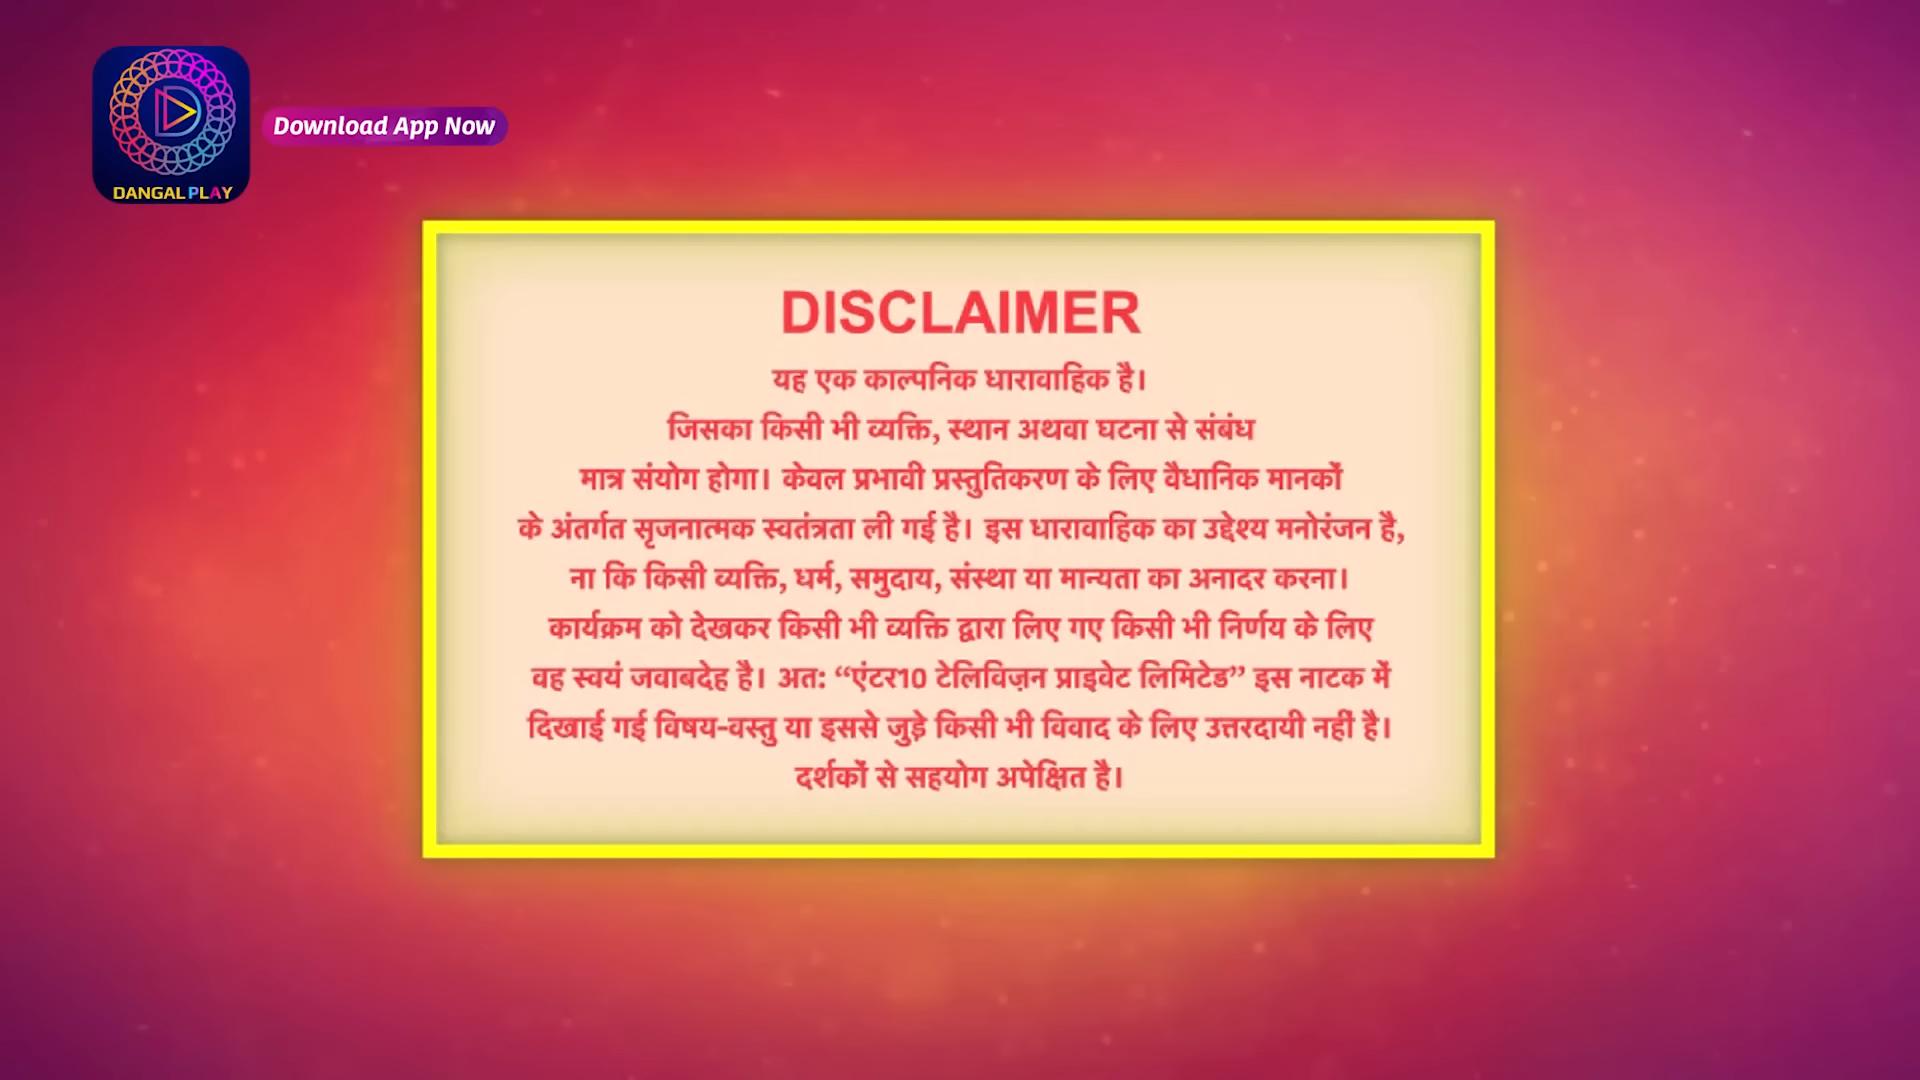 DANGAL PLAY
Download App Now
DISCLAIMER
यह एक काल्पनिक धारावाहिक है।
जिसका किसी भी व्यक्ति, स्थान अथवा घटना से संबंध
मात्र संयोग होगा। केवल प्रभावी प्रस्तुतिकरण के लिए वैधानिक मानकों
के अंतर्गत सृजनात्मक स्वतंत्रता ली गई है। इस धारावाहिक का उद्देश्य मनोरंजन है,
ना कि किसी व्यक्ति, धर्म, समुदाय, संस्था या मान्यता का अनादर करना।
कार्यक्रम को देखकर किसी भी व्यक्ति द्वारा लिए गए किसी भी निर्णय के लिए
वह स्वयं जवाबदेह है। अत: “एंटर10 टेलिविज़न प्राइवेट लिमिटेड” इस नाटक में
दिखाई गई विषय-वस्तु या इससे जुड़े किसी भी विवाद के लिए उत्तरदायी नहीं है।
दर्शकों से सहयोग अपेक्षित है।